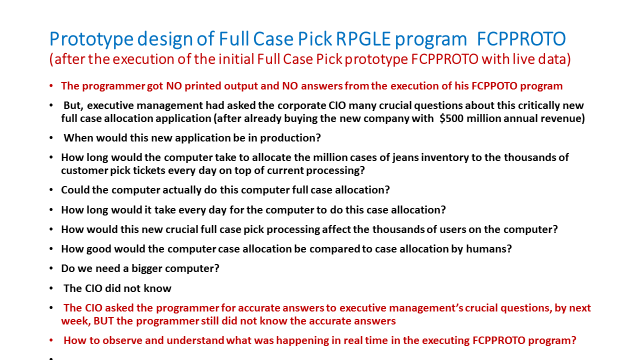 Prototype design of Full Case Pick RPGLE program FCPPROTO
(after the execution of the initial Full Case Pick prototype FCPPROTO with live data)
• The programmer got NO printed output and NO answers from the execution of his FCPPOTO program
• But, executive management had asked the corporate CIO many crucial questions about this critically new
full case allocation application (after already buying the new company with $500 million annual revenue)
• When would this new application be in production?
• How long would the computer take to allocate the million cases of jeans inventory to the thousands of
customer pick tickets every day on top of current processing?
• Could the computer actually do this computer full case allocation?
• How long would it take every day for the computer to do this case allocation?
• How would this new crucial full case pick processing affect the thousands of users on the computer?
• How good would the computer case allocation be compared to case allocation by humans?
• Do we need a bigger computer?
• The CIO did not know
• The CIO asked the programmer for accurate answers to executive management's crucial questions, by next
week, BUT the programmer still did not know the accurate answers
• How to observe and understand what was happening in real time in the executing FCPPROTO program?
•